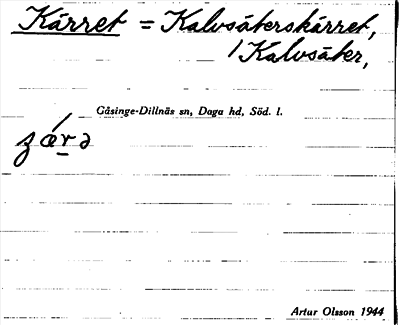 Kärret = Kalvsäterskärret,
/ Kalvsäter,
Gåsinge-Dillnäs sn, Daga hd, Söd. l.
Artur Olsson 1944